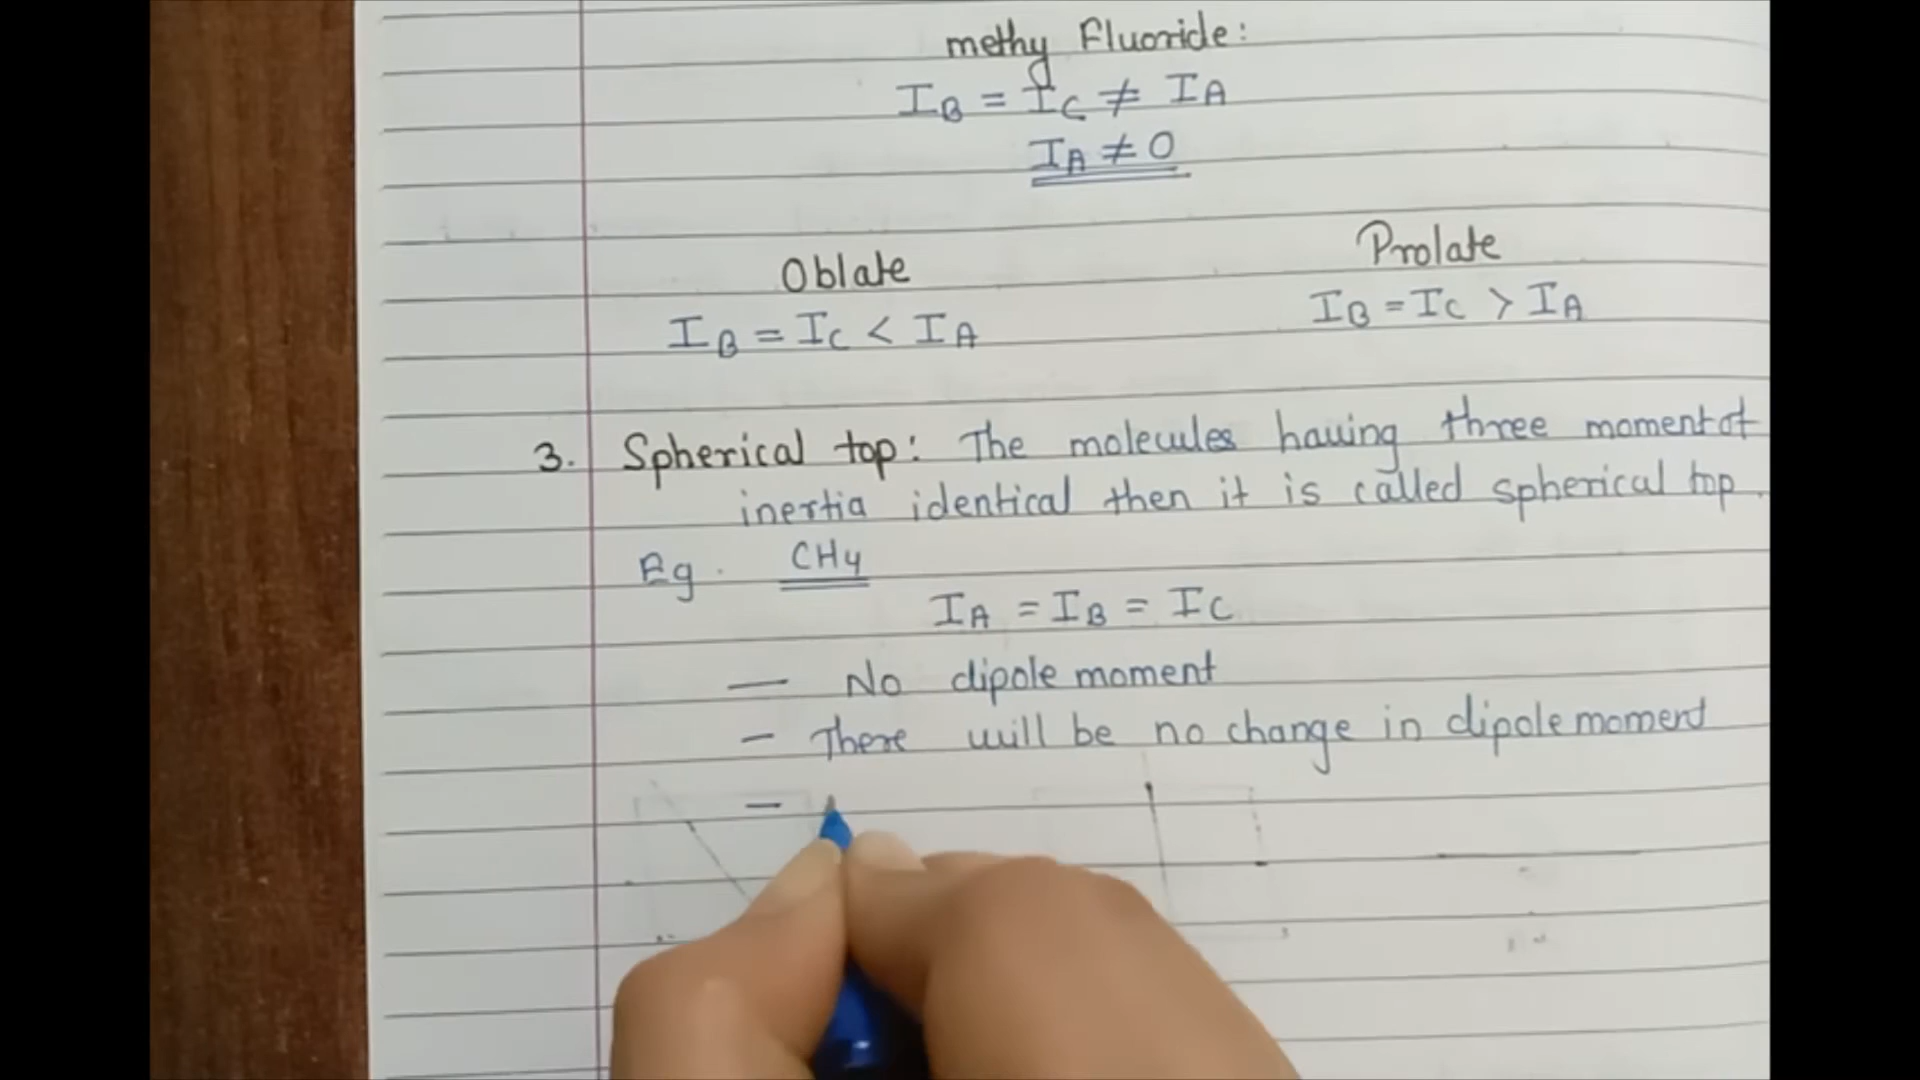 methy Fluoride:
IB = IC ≠ IA
IA ≠ 0
Oblate
Prolate
IB = IC < IA
IB = IC > IA
3. Spherical top: The molecules having three moment of
inertia identical then it is called spherical top.
Eg. CH4
IA = IB = IC
— No dipole moment
— There will be no change in dipole moment
—